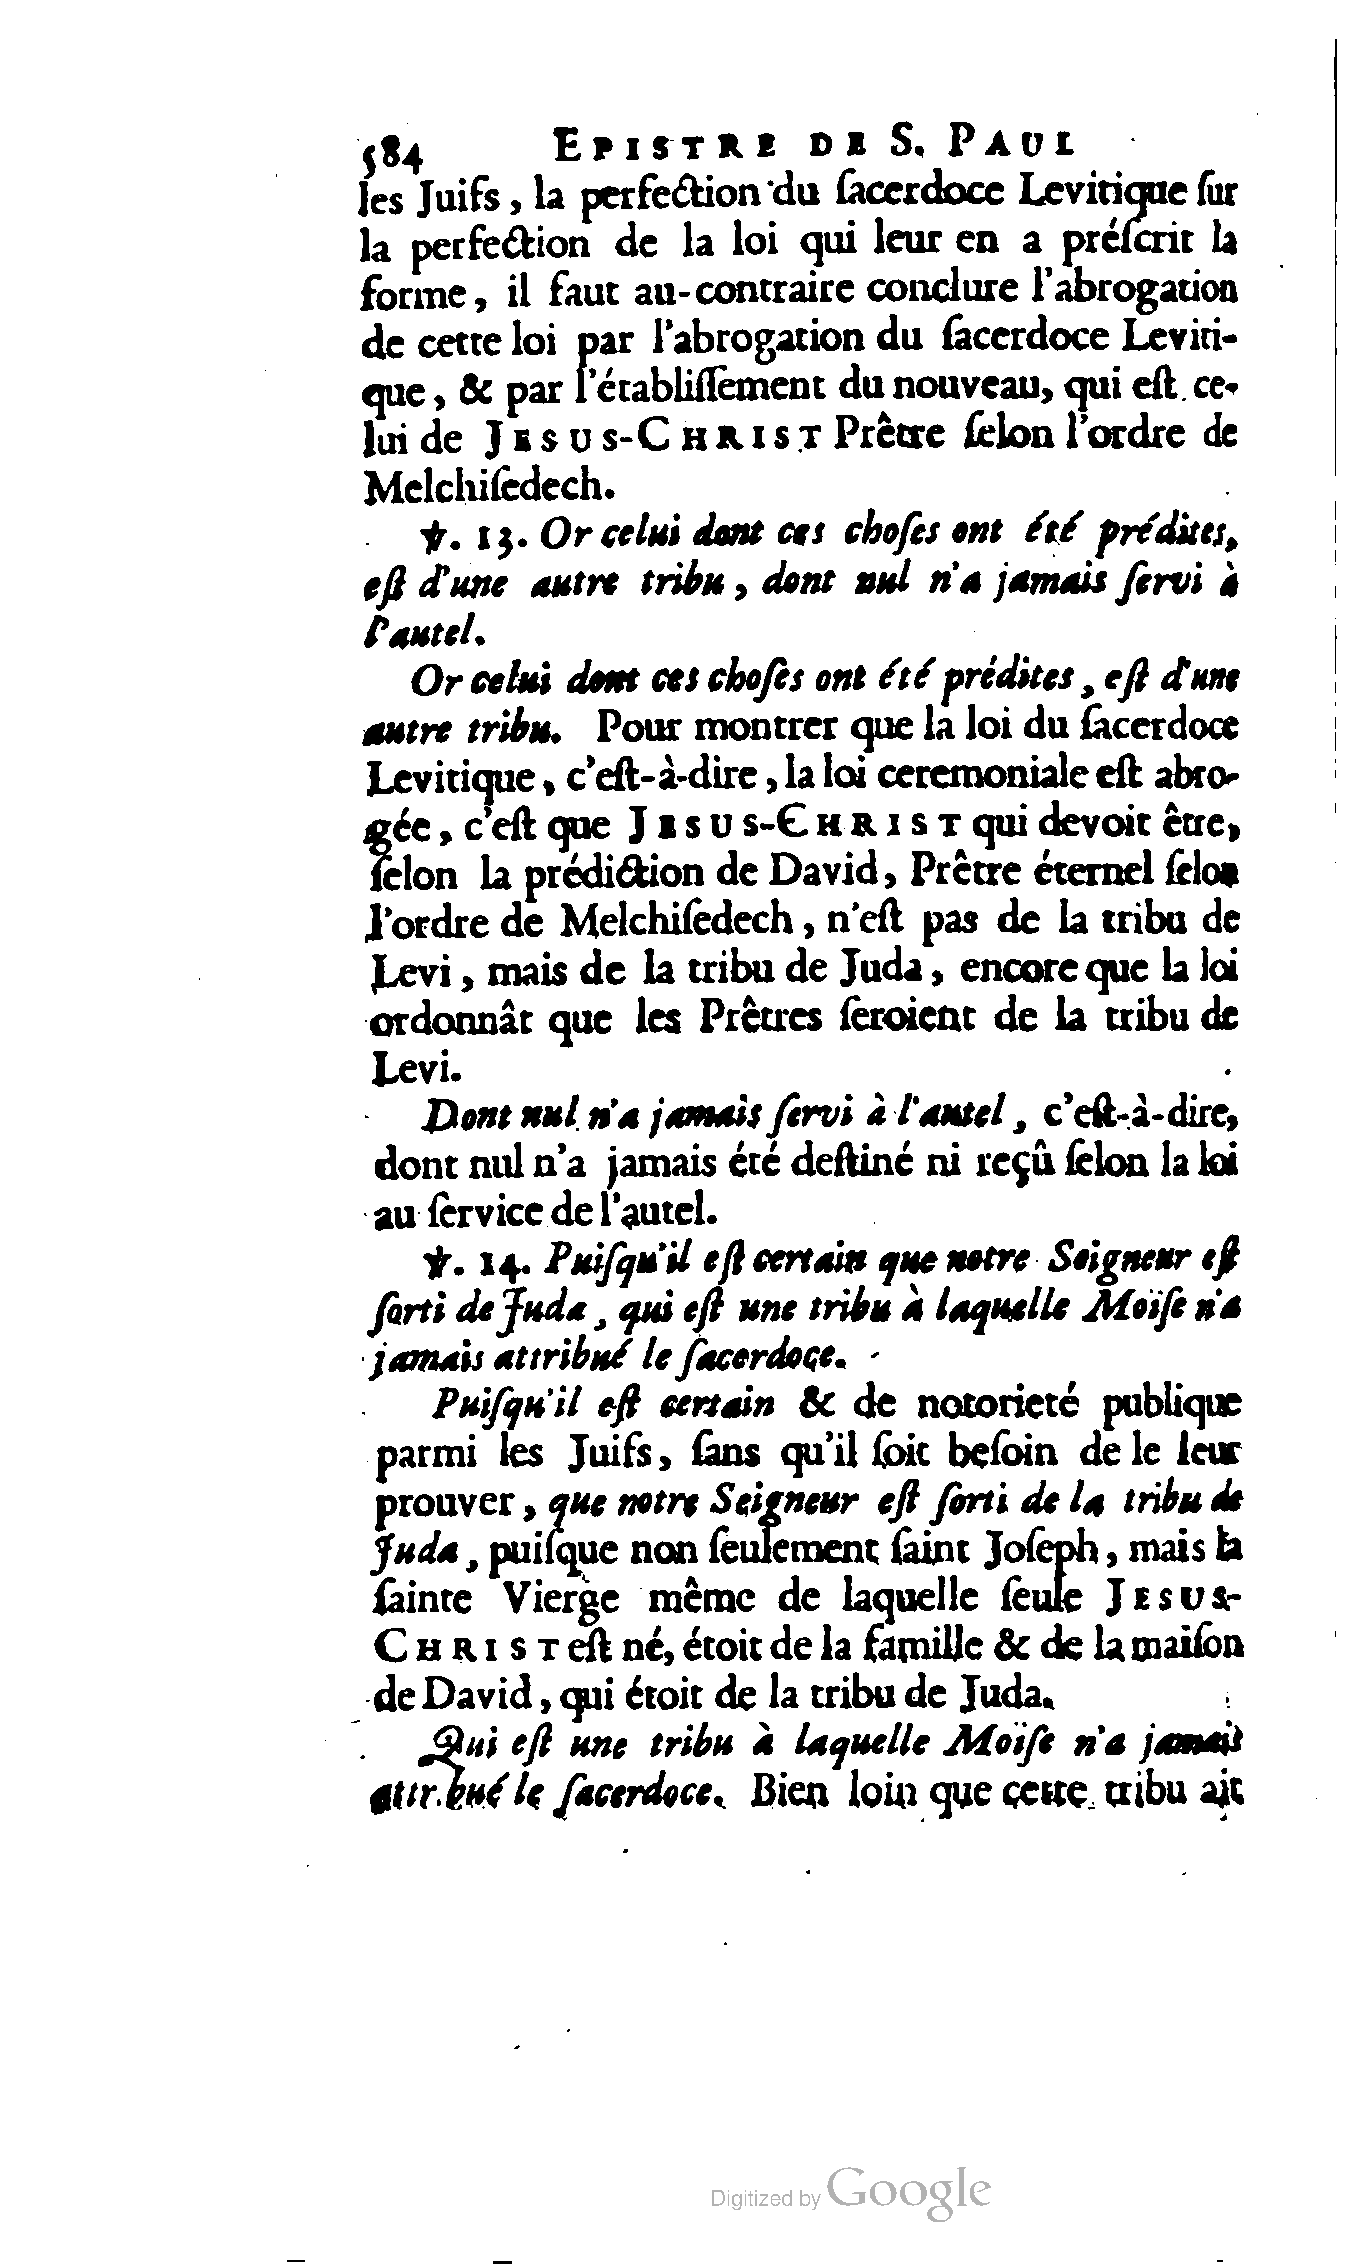 584 EPISTRE DE S. PAUL
les Juifs, la perfection du ſacerdoce Levitique ſur
la perfection de la loi qui leur en a préſcrit la
forme, il faut au-contraire conclure l'abrogation
de cette loi par l'abrogation du ſacerdoce Leviti-
que, & par l'établiſſement du nouveau, qui eſt ce-
lui de JESUS-CHRIST Prêtre ſelon l'ordre de
Melchiſedech.
℣. 13. Or celui dont ces choſes ont été prédites,
eſt d'une autre tribu, dont nul n'a jamais ſervi à
l'autel.
Or celui dont ces choſes ont été prédites, eſt d'une
autre tribu. Pour montrer que la loi du ſacerdoce
Levitique, c'eſt-à-dire, la loi ceremoniale eſt abro-
gée, c'eſt que JESUS-CHRIST qui devoit être,
ſelon la prédiction de David, Prêtre éternel ſelon
l'ordre de Melchiſedech, n'eſt pas de la tribu de
Levi, mais de la tribu de Juda, encore que la loi
ordonnât que les Prêtres ſeroient de la tribu de
Levi.
Dont nul n'a jamais ſervi à l'autel, c'eſt-à-dire,
dont nul n'a jamais été deſtiné ni reçû ſelon la loi
au ſervice de l'autel.
℣. 14. Puiſqu'il eſt certain que notre Seigneur eſt
ſorti de Juda, qui eſt une tribu à laquelle Moïſe n'a
jamais attribué le ſacerdoce.
Puiſqu'il eſt certain & de notorieté publique
parmi les Juifs, ſans qu'il ſoit beſoin de le leur
prouver, que notre Seigneur eſt ſorti de la tribu de
Juda, puiſque non ſeulement ſaint Joſeph, mais la
ſainte Vierge même de laquelle ſeule JESUS-
CHRIST eſt né, étoit de la famille & de la maiſon
de David, qui étoit de la tribu de Juda.
Qui eſt une tribu à laquelle Moïſe n'a jamais
attribué le ſacerdoce. Bien loin que cette tribu ait
Digitized by Google